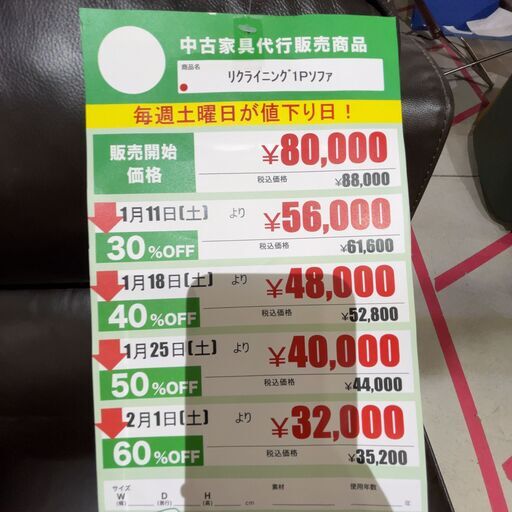 中古家具代行販売商品
商品名
リクライニング1Pソファ
毎週土曜日が値下り日！
販売開始価格
¥80,000
税込価格 ¥88,000
1月11日(土) より ¥56,000
30%OFF 税込価格 ¥61,600
1月18日(土) より ¥48,000
40%OFF 税込価格 ¥52,800
1月25日(土) より ¥40,000
50%OFF 税込価格 ¥44,000
2月1日(土) より ¥32,000
60%OFF 税込価格 ¥35,200
サイズ 素材 使用年数
W(幅) D(奥行) H(高) cm 年